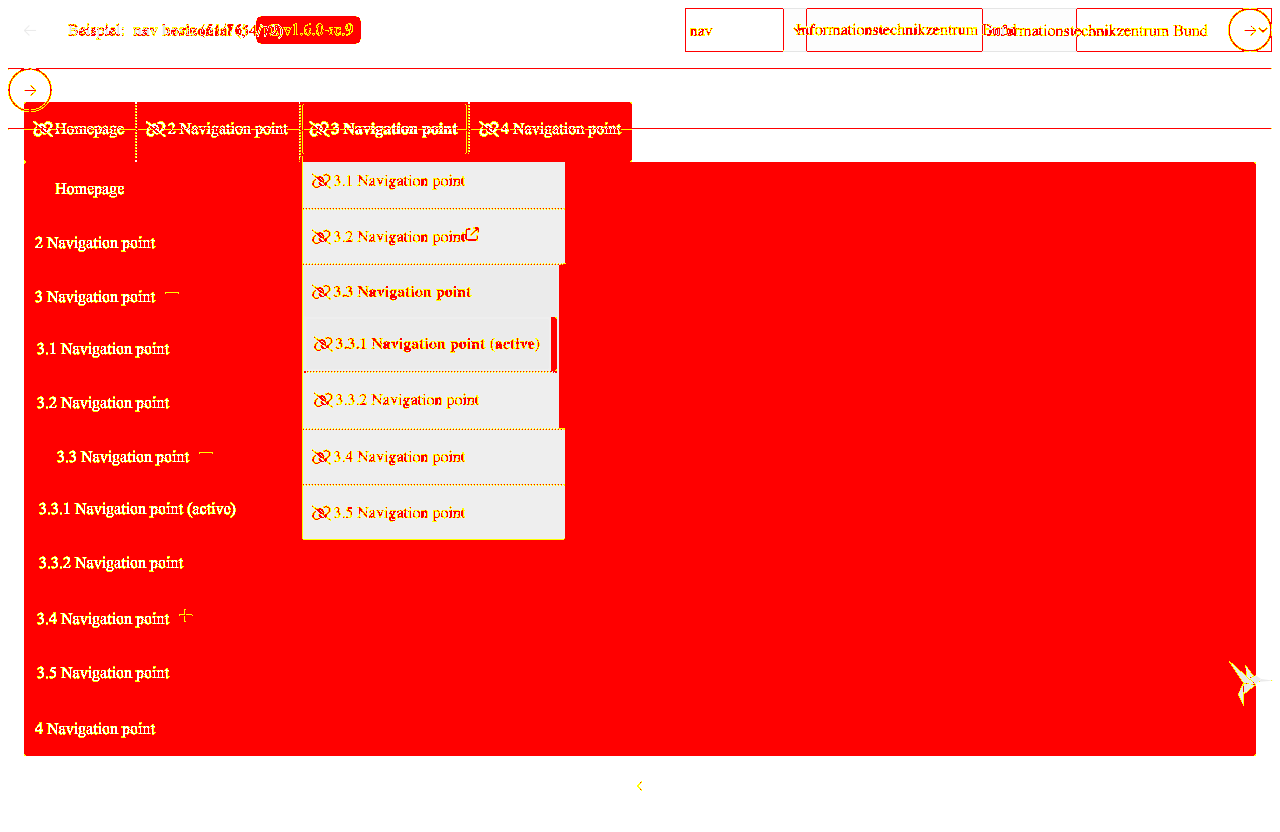 Beispiel: nav
v1.6.0-rc.9
nav
Informationstechnikzentrum
Informationstechnikzentrum Bund
Homepage
2 Navigation point
3 Navigation point
4 Navigation point
Homepage
2 Navigation point
3 Navigation point
3.1 Navigation point
3.2 Navigation point
3.3 Navigation point
3.3.1 Navigation point (active)
3.3.2 Navigation point
3.4 Navigation point
3.5 Navigation point
4 Navigation point
3.1 Navigation point
3.2 Navigation point
3.3 Navigation point
3.3.1 Navigation point (active)
3.3.2 Navigation point
3.4 Navigation point
3.5 Navigation point